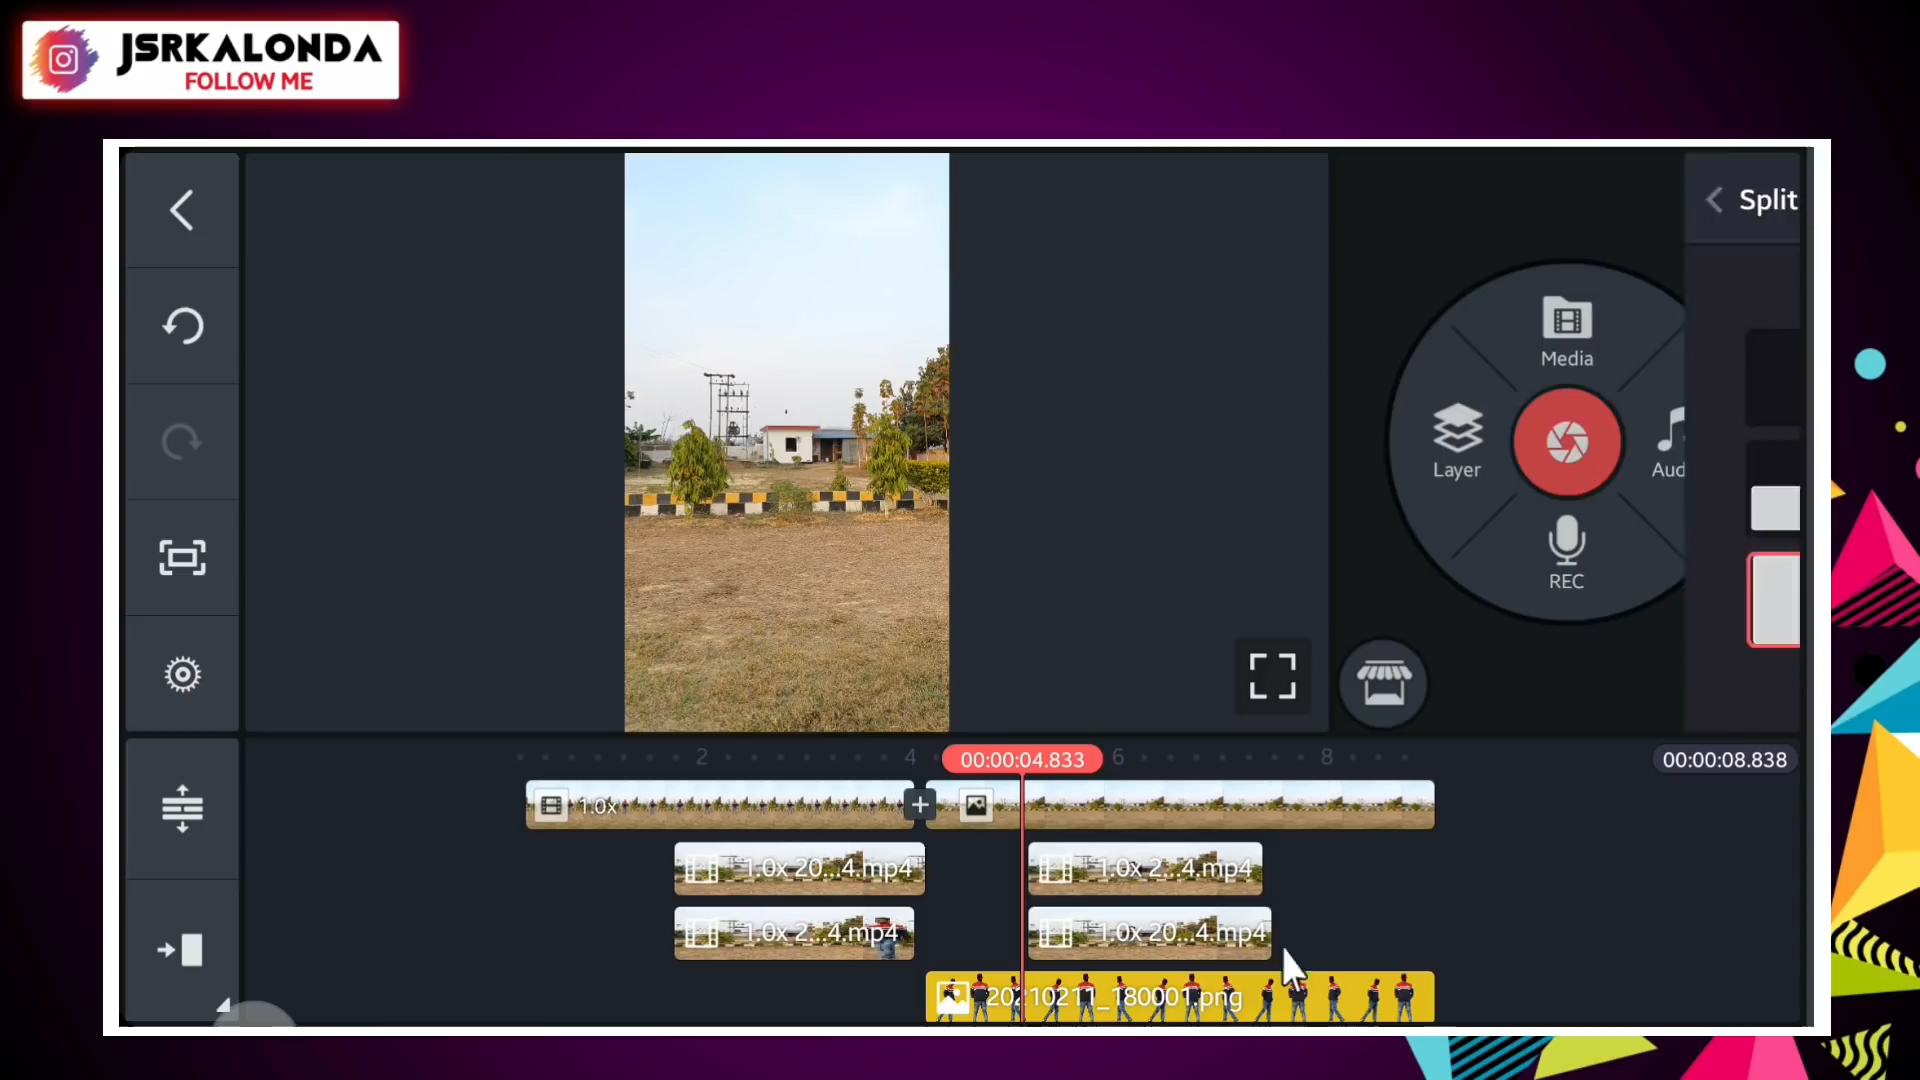 JSRKALONDA
FOLLOW ME
Split
Media
Layer
Aud
REC
2
4
00:00:04.833
6
8
00:00:08.838
1.0x
1.0x 20...4.mp4
1.0x 2...4.mp4
1.0x 2...4.mp4
1.0x 20...4.mp4
20210211_180001.png